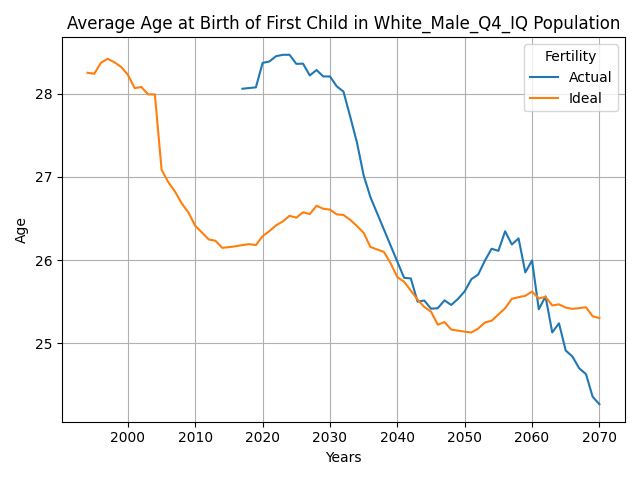 Average Age at Birth of First Child in White_Male_Q4_IQ Population
Fertility
Actual
Ideal
Age
28
27
26
25
2000 2010 2020 2030 2040 2050 2060 2070
Years